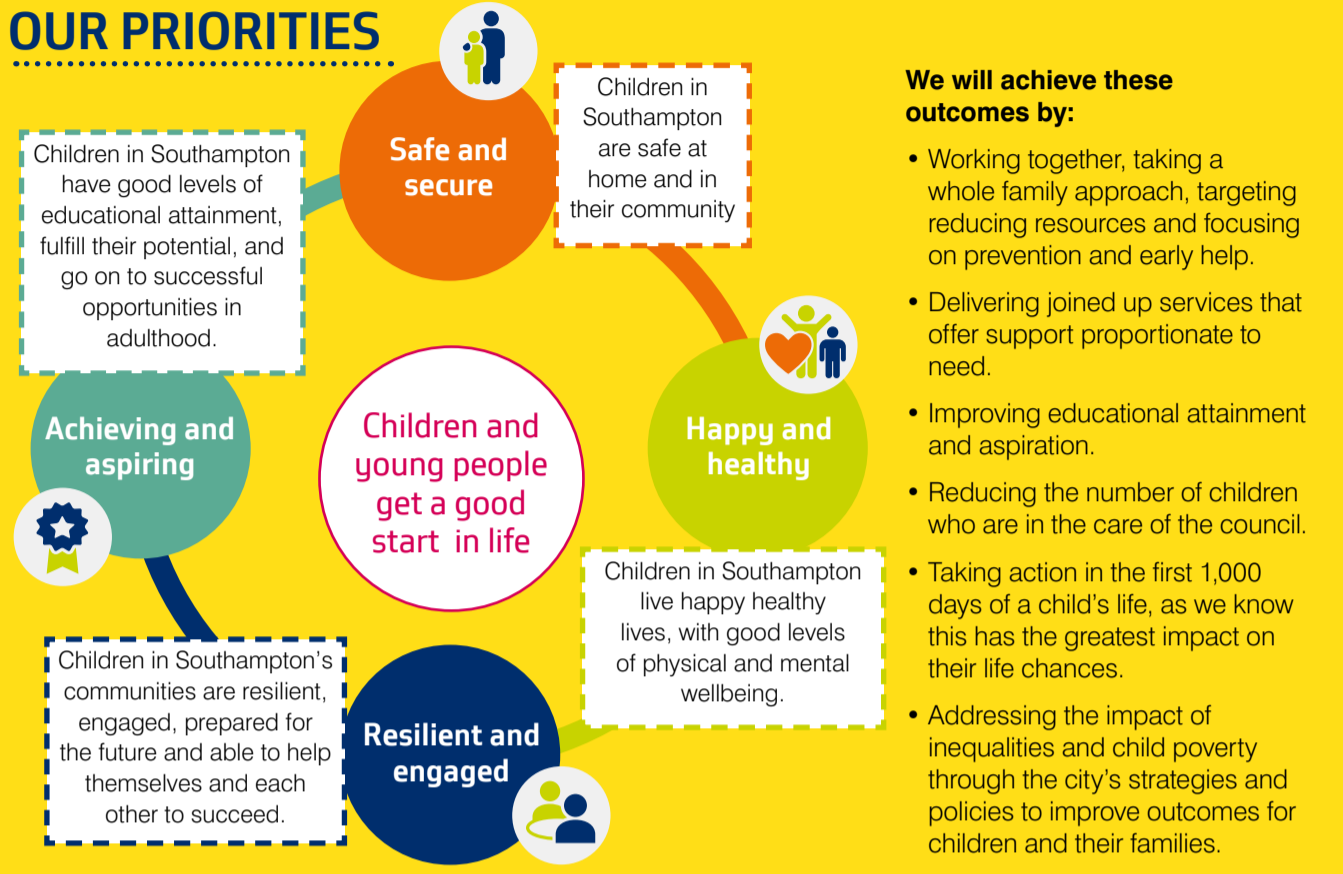 OUR PRIORITIES
Safe and
secure
Children in
Southampton
are safe at
home and in
their community
Happy and
healthy
Children in Southampton
live happy healthy
lives, with good levels
of physical and mental
wellbeing.
Resilient and
engaged
Children in Southampton’s
communities are resilient,
engaged, prepared for
the future and able to help
themselves and each
other to succeed.
Achieving and
aspiring
Children in Southampton
have good levels of
educational attainment,
fulfill their potential, and
go on to successful
opportunities in
adulthood.
Children and
young people
get a good
start in life
We will achieve these
outcomes by:
• Working together, taking a
whole family approach, targeting
reducing resources and focusing
on prevention and early help.
• Delivering joined up services that
offer support proportionate to
need.
• Improving educational attainment
and aspiration.
• Reducing the number of children
who are in the care of the council.
• Taking action in the first 1,000
days of a child’s life, as we know
this has the greatest impact on
their life chances.
• Addressing the impact of
inequalities and child poverty
through the city’s strategies and
policies to improve outcomes for
children and their families.